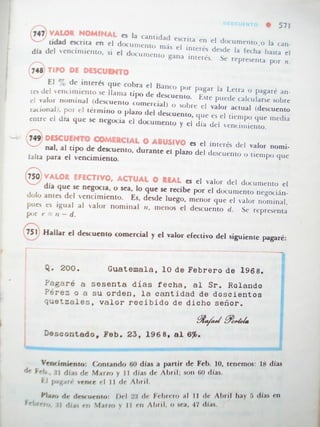 DESCUENTO • 571
747 VALOR NOMINAL es la cantidad escrita en el documento o la can-
tidad escrita en el documento más el interés desde la fecha hasta el
día del vencimiento, si el documento gana interés. Se representa por n.
748 TIPO DE DESCUENTO
El % de interés que cobra el Banco por pagar la Letra o pagaré an-
tes del vencimiento se llama tipo de descuento. Este puede calcularse sobre
el valor nominal (descuento comercial) o sobre el valor actual (descuento
racional), por el término o plazo del descuento, que es el tiempo que media
entre el día que se negocia el documento y el día del vencimiento.
749 DESCUENTO COMERCIAL O ABUSIVO es el interés del valor nomi-
nal, al tipo de descuento, durante el plazo del descuento o tiempo que
falta para el vencimiento.
750 VALOR EFECTIVO, ACTUAL O REAL es el valor del documento el
día que se negocia, o sea, lo que se recibe por el documento negocián-
dolo antes del vencimiento. Es, desde luego, menor que el valor nominal,
pues es igual al valor nominal n, menos el descuento d. Se representa
por e = n − d.
751 Hallar el descuento comercial y el valor efectivo del siguiente pagaré:
Q. 200. Guatemala, 10 de Febrero de 1968.
Pagaré a sesenta días fecha, al Sr. Rolando
Pérez o a su orden, la cantidad de doscientos
quetzales, valor recibido de dicho señor.
Rafael Portela
Descontado, Feb. 23, 1968, al 6%.
Vencimiento: Contando 60 días a partir de Feb. 10, tenemos: 18 días
de Feb., 31 días de Marzo y 11 días de Abril; son 60 días.
El pagaré vence el 11 de Abril.
Plazo de descuento: Del 23 de Febrero al 11 de Abril hay 5 días en
Febrero, 31 días en Marzo y 11 en Abril, o sea, 47 días.